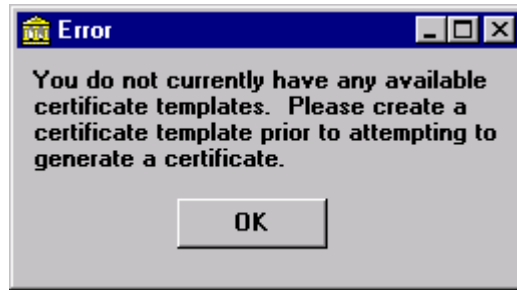 Error
You do not currently have any available
certificate templates.  Please create a
certificate template prior to attempting to
generate a certificate.
OK